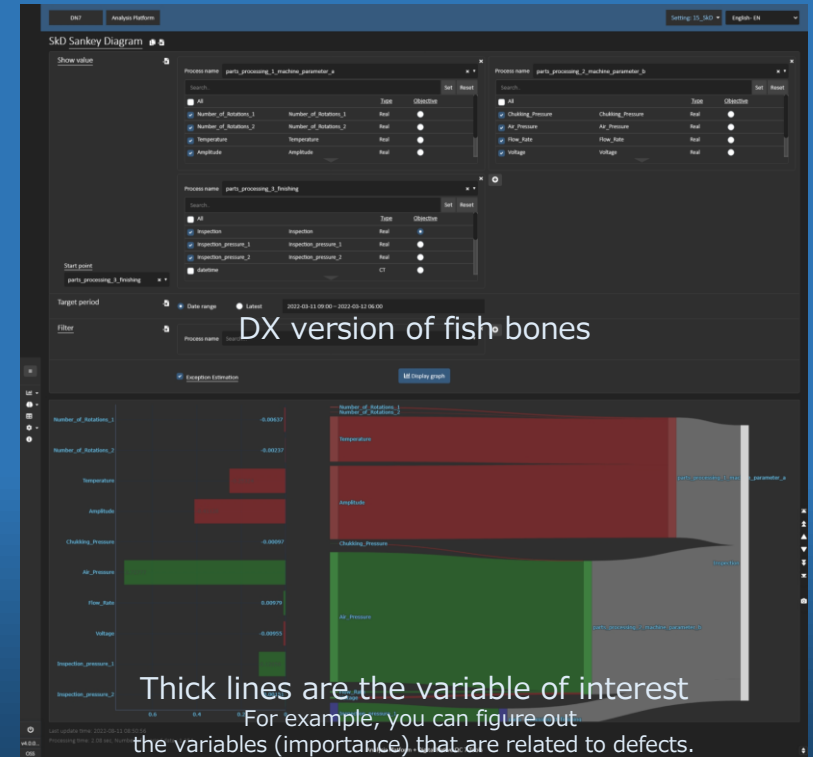 DN7 Analysis Platform Setting: 15_SkD English- EN
SkD Sankey Diagram
Show value
Process name parts_processing_1_machine_parameter_a
Search.. Set Reset
All Type Objective
Number_of_Rotations_1 Number_of_Rotations_1 Real
Number_of_Rotations_2 Number_of_Rotations_2 Real
Temperature Temperature Real
Amplitude Amplitude Real
Process name parts_processing_2_machine_parameter_b
Search.. Set Reset
All Type Objective
Chukking_Pressure Chukking_Pressure Real
Air_Pressure Air_Pressure Real
Flow_Rate Flow_Rate Real
Voltage Voltage Real
Process name parts_processing_3_finishing
Search.. Set Reset
All Type Objective
Inspection Inspection Real
Inspection_pressure_1 Inspection_pressure_1 Real
Inspection_pressure_2 Inspection_pressure_2 Real
datetime CT
Start point
parts_processing_3_finishing
Target period
Date range Latest 2022-03-11 09:00 ~ 2022-03-12 06:00
DX version of fish bones
Filter
Process name
Exception Estimation
Display graph
Number_of_Rotations_1 -0.00637
Number_of_Rotations_2 -0.00237
Temperature
Amplitude
Chukking_Pressure -0.00097
Air_Pressure
Flow_Rate 0.00979
Voltage -0.00955
Inspection_pressure_1
Inspection_pressure_2
0.6 0.4
Number_of_Rotations_1
Number_of_Rotations_2
Temperature
Amplitude
Chukking_Pressure
Air_Pressure
Inspection
Thick lines are the variable of interest
For example, you can figure out
the variables (importance) that are related to defects.
v4.0.0..
OSS